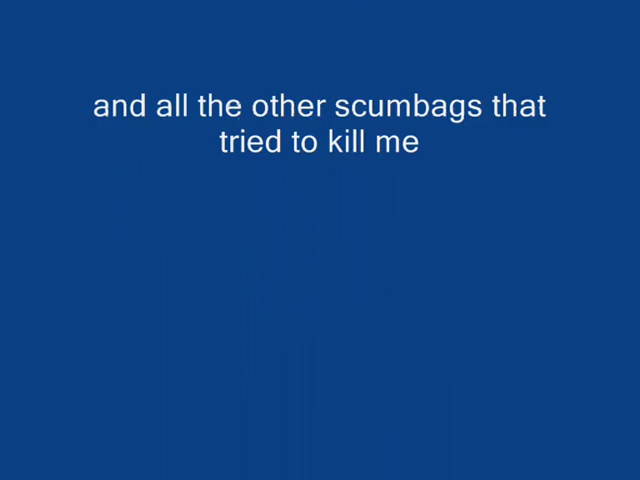 and all the other scumbags that
tried to kill me